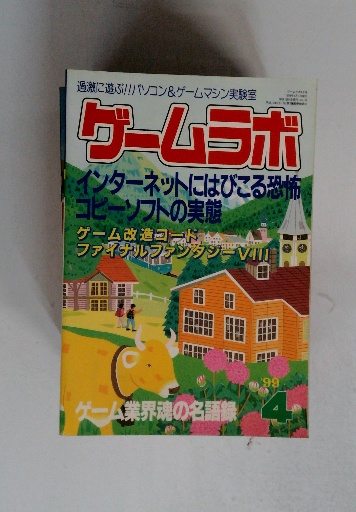 過激に遊ぶ!!パソコン&ゲームマシン実験室
ゲームラボ
インターネットにはびこる恐怖
コピーソフトの実態
ゲーム改造コード
ファイナルファンタジーVIII
ゲーム業界魂の名語録
99
4